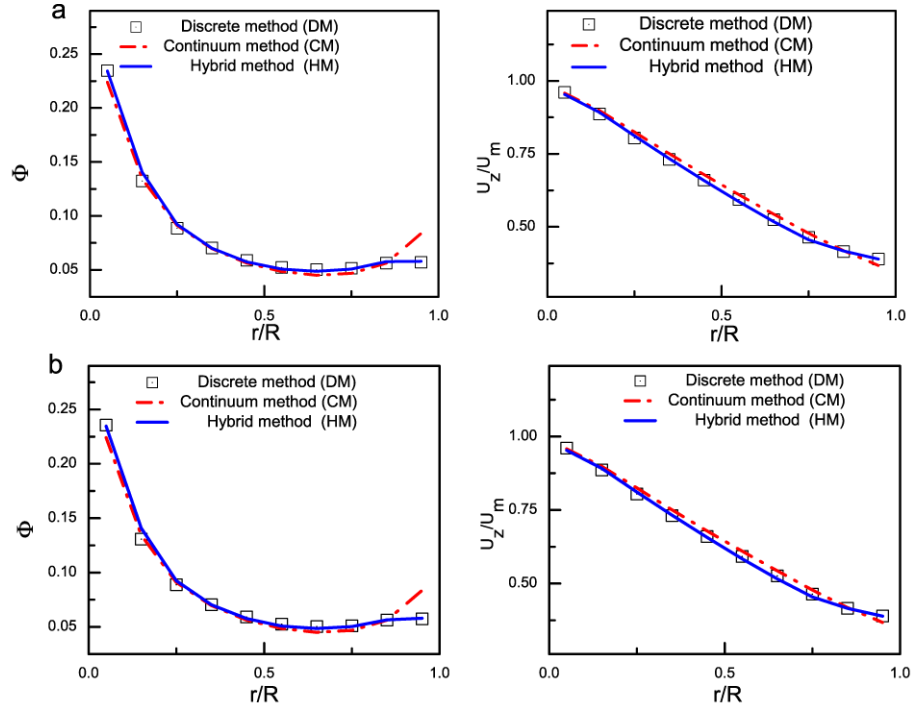 a
Discrete method (DM)
Continuum method (CM)
Hybrid method (HM)
0.25
0.20
0.15
0.10
0.05
Φ
0.0
0.5
1.0
r/R
Discrete method (DM)
Continuum method (CM)
Hybrid method (HM)
1.00
0.75
0.50
U_z/U_m
0.0
0.5
1.0
r/R
b
Discrete method (DM)
Continuum method (CM)
Hybrid method (HM)
0.25
0.20
0.15
0.10
0.05
Φ
0.0
0.5
1.0
r/R
Discrete method (DM)
Continuum method (CM)
Hybrid method (HM)
1.00
0.75
0.50
U_z/U_m
0.0
0.5
1.0
r/R